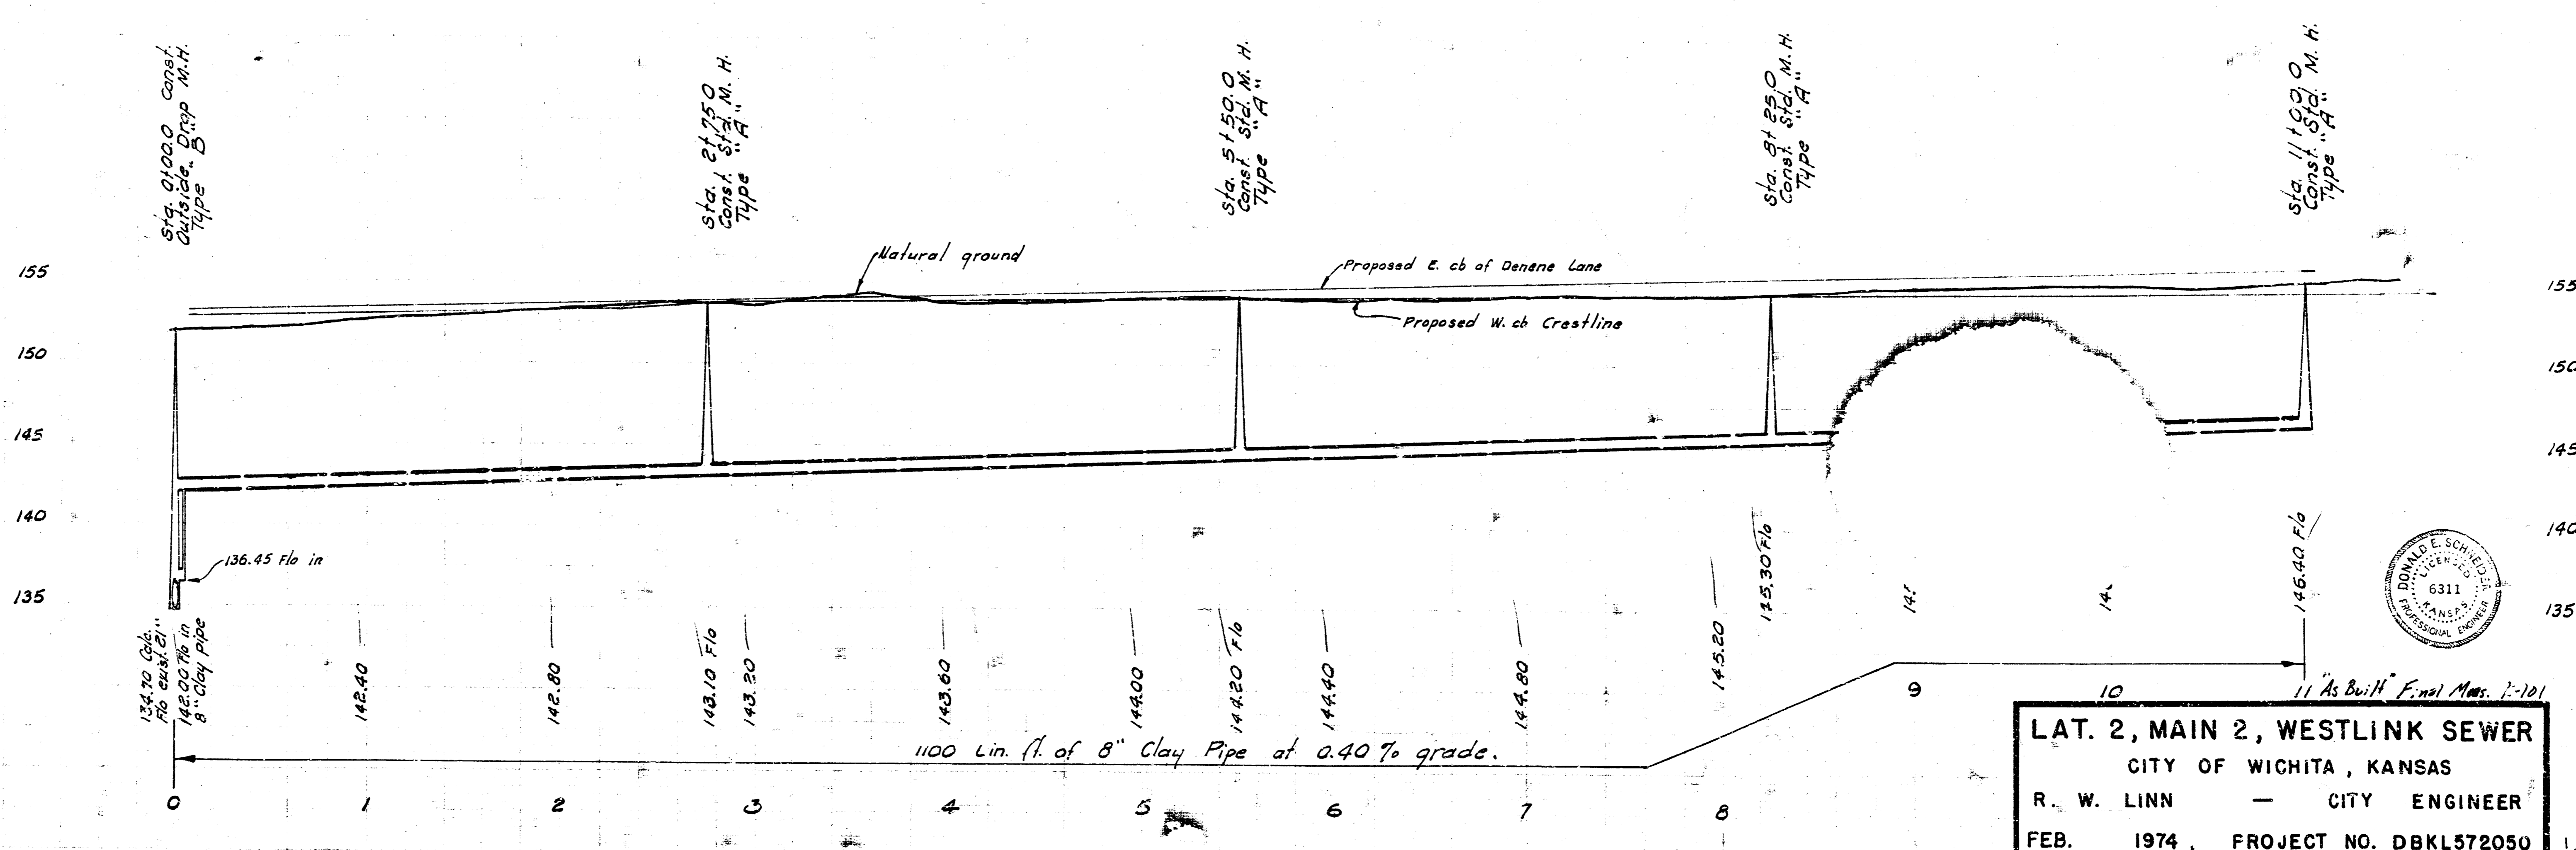 Sta. 0+00.0 Const.
Outside Drop M.H.
Type "B"
Sta. 2+75.0
Const. Std. M. H.
Type "A"
Sta. 5+50.0
Const. Std. M. H.
Type "A"
Sta. 8+25.0
Const. Std. M. H.
Type "A"
Sta. 11+00.0
Const. Std. M. H.
Type "A"
Natural ground
Proposed E. cb of Denene Lane
Proposed W. cb Crestline
155
150
145
140
135
155
150
145
140
135
136.45 Flo in
134.70 Calc.
Flo exist. 21"
142.00 Flo in
8" Clay pipe
142.40
142.80
143.10 Flo
143.20
143.60
144.00
144.20 Flo
144.40
144.80
145.20
145.30 Flo
146.40 Flo
1100 Lin. ft. of 8" Clay Pipe at 0.40% grade.
0 1 2 3 4 5 6 7 8 9 10 11
DONALD E. SCHNEIDER
LICENSED
6311
KANSAS
PROFESSIONAL ENGINEER
"As Built" Final Meas.
LAT. 2, MAIN 2, WESTLINK SEWER
CITY OF WICHITA, KANSAS
R. W. LINN — CITY ENGINEER
FEB. 1974, PROJECT NO. DBKL572050